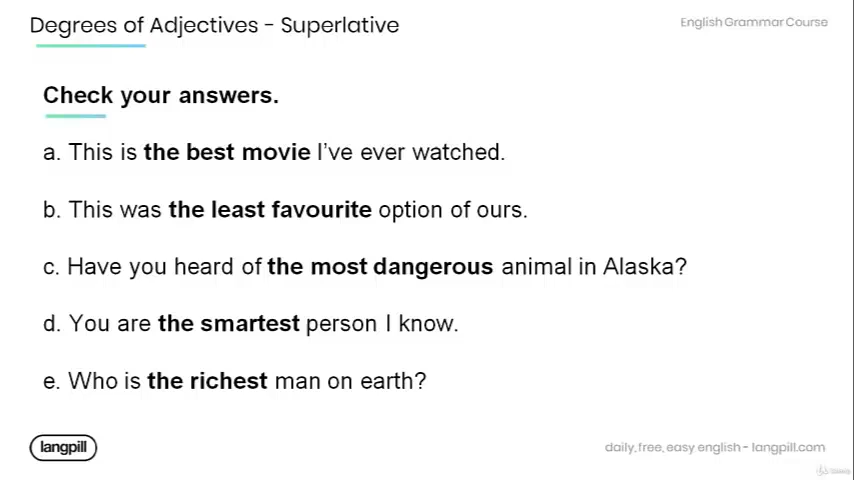 Degrees of Adjectives - Superlative
English Grammar Course
Check your answers.
a. This is the best movie I've ever watched.
b. This was the least favourite option of ours.
c. Have you heard of the most dangerous animal in Alaska?
d. You are the smartest person I know.
e. Who is the richest man on earth?
langpill
daily, free, easy english - langpill.com